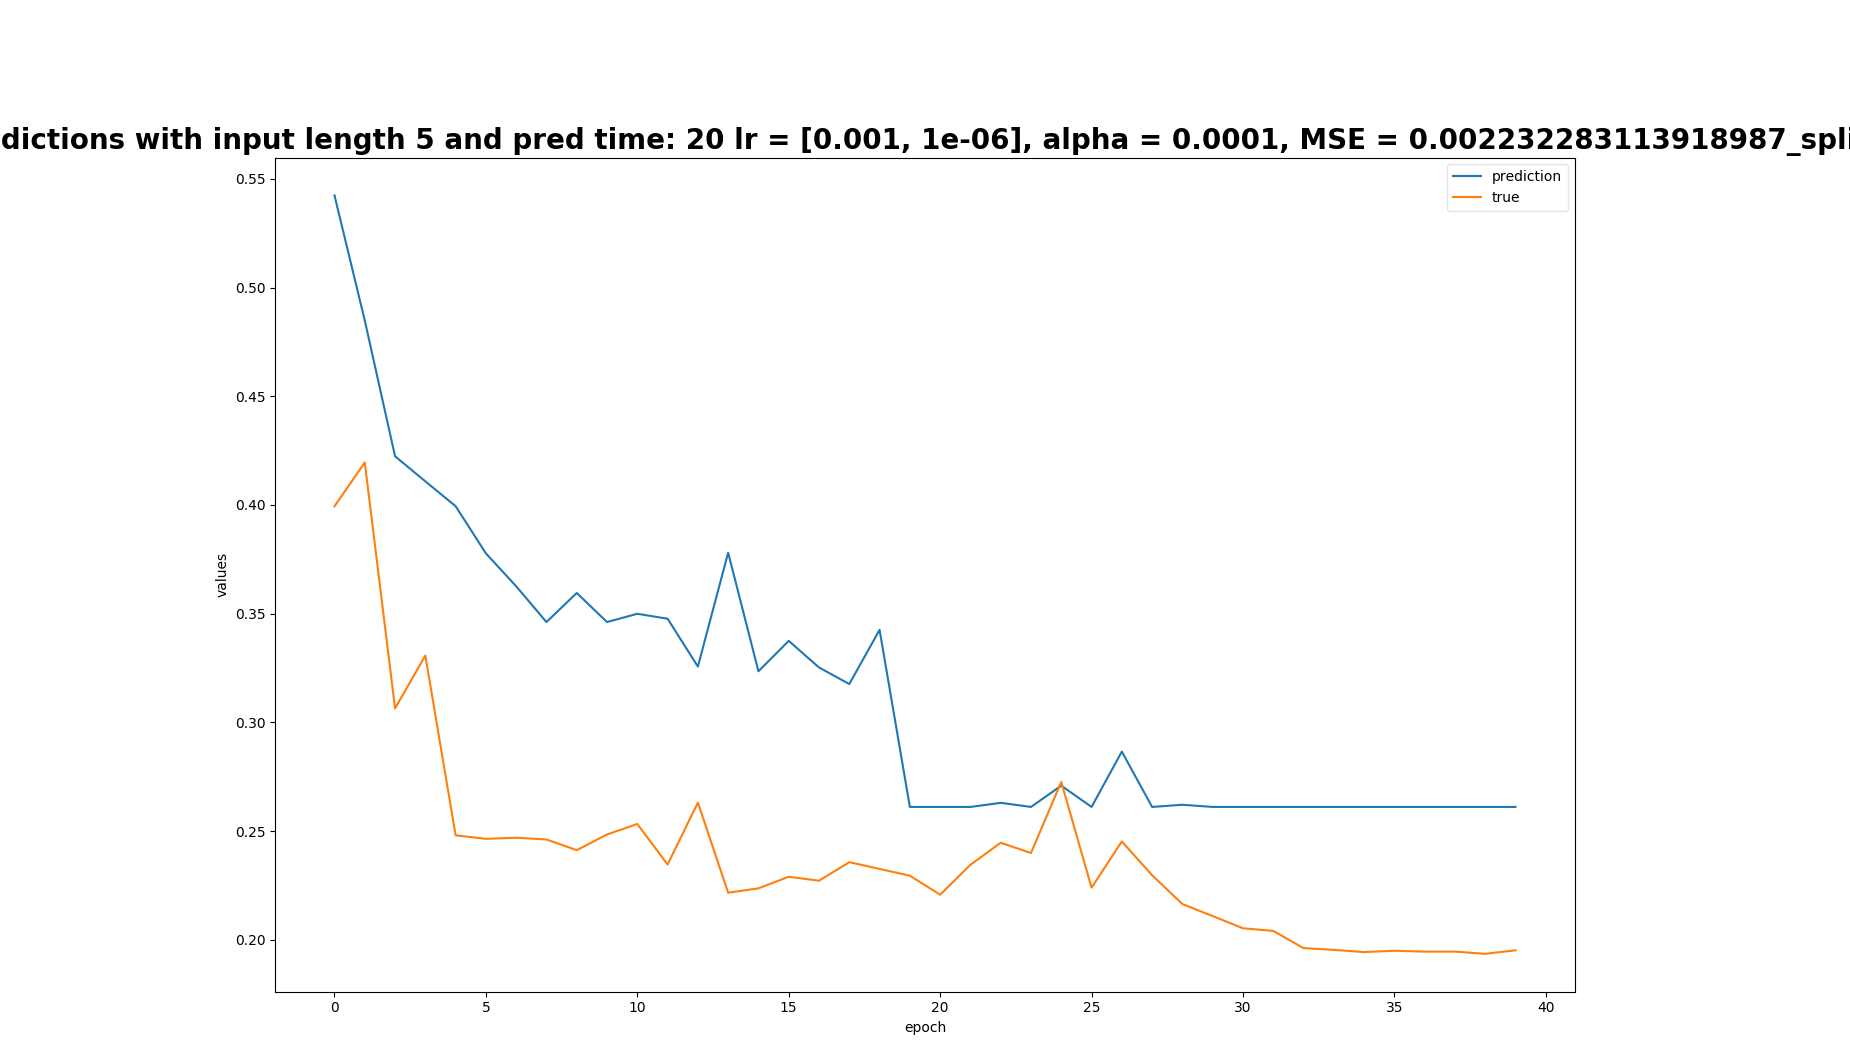 dictions with input length 5 and pred time: 20 lr = [0.001, 1e-06], alpha = 0.0001, MSE = 0.002232283113918987_spli
prediction
true
0.55
0.50
0.45
0.40
0.35
0.30
0.25
0.20
values
0 5 10 15 20 25 30 35 40
epoch